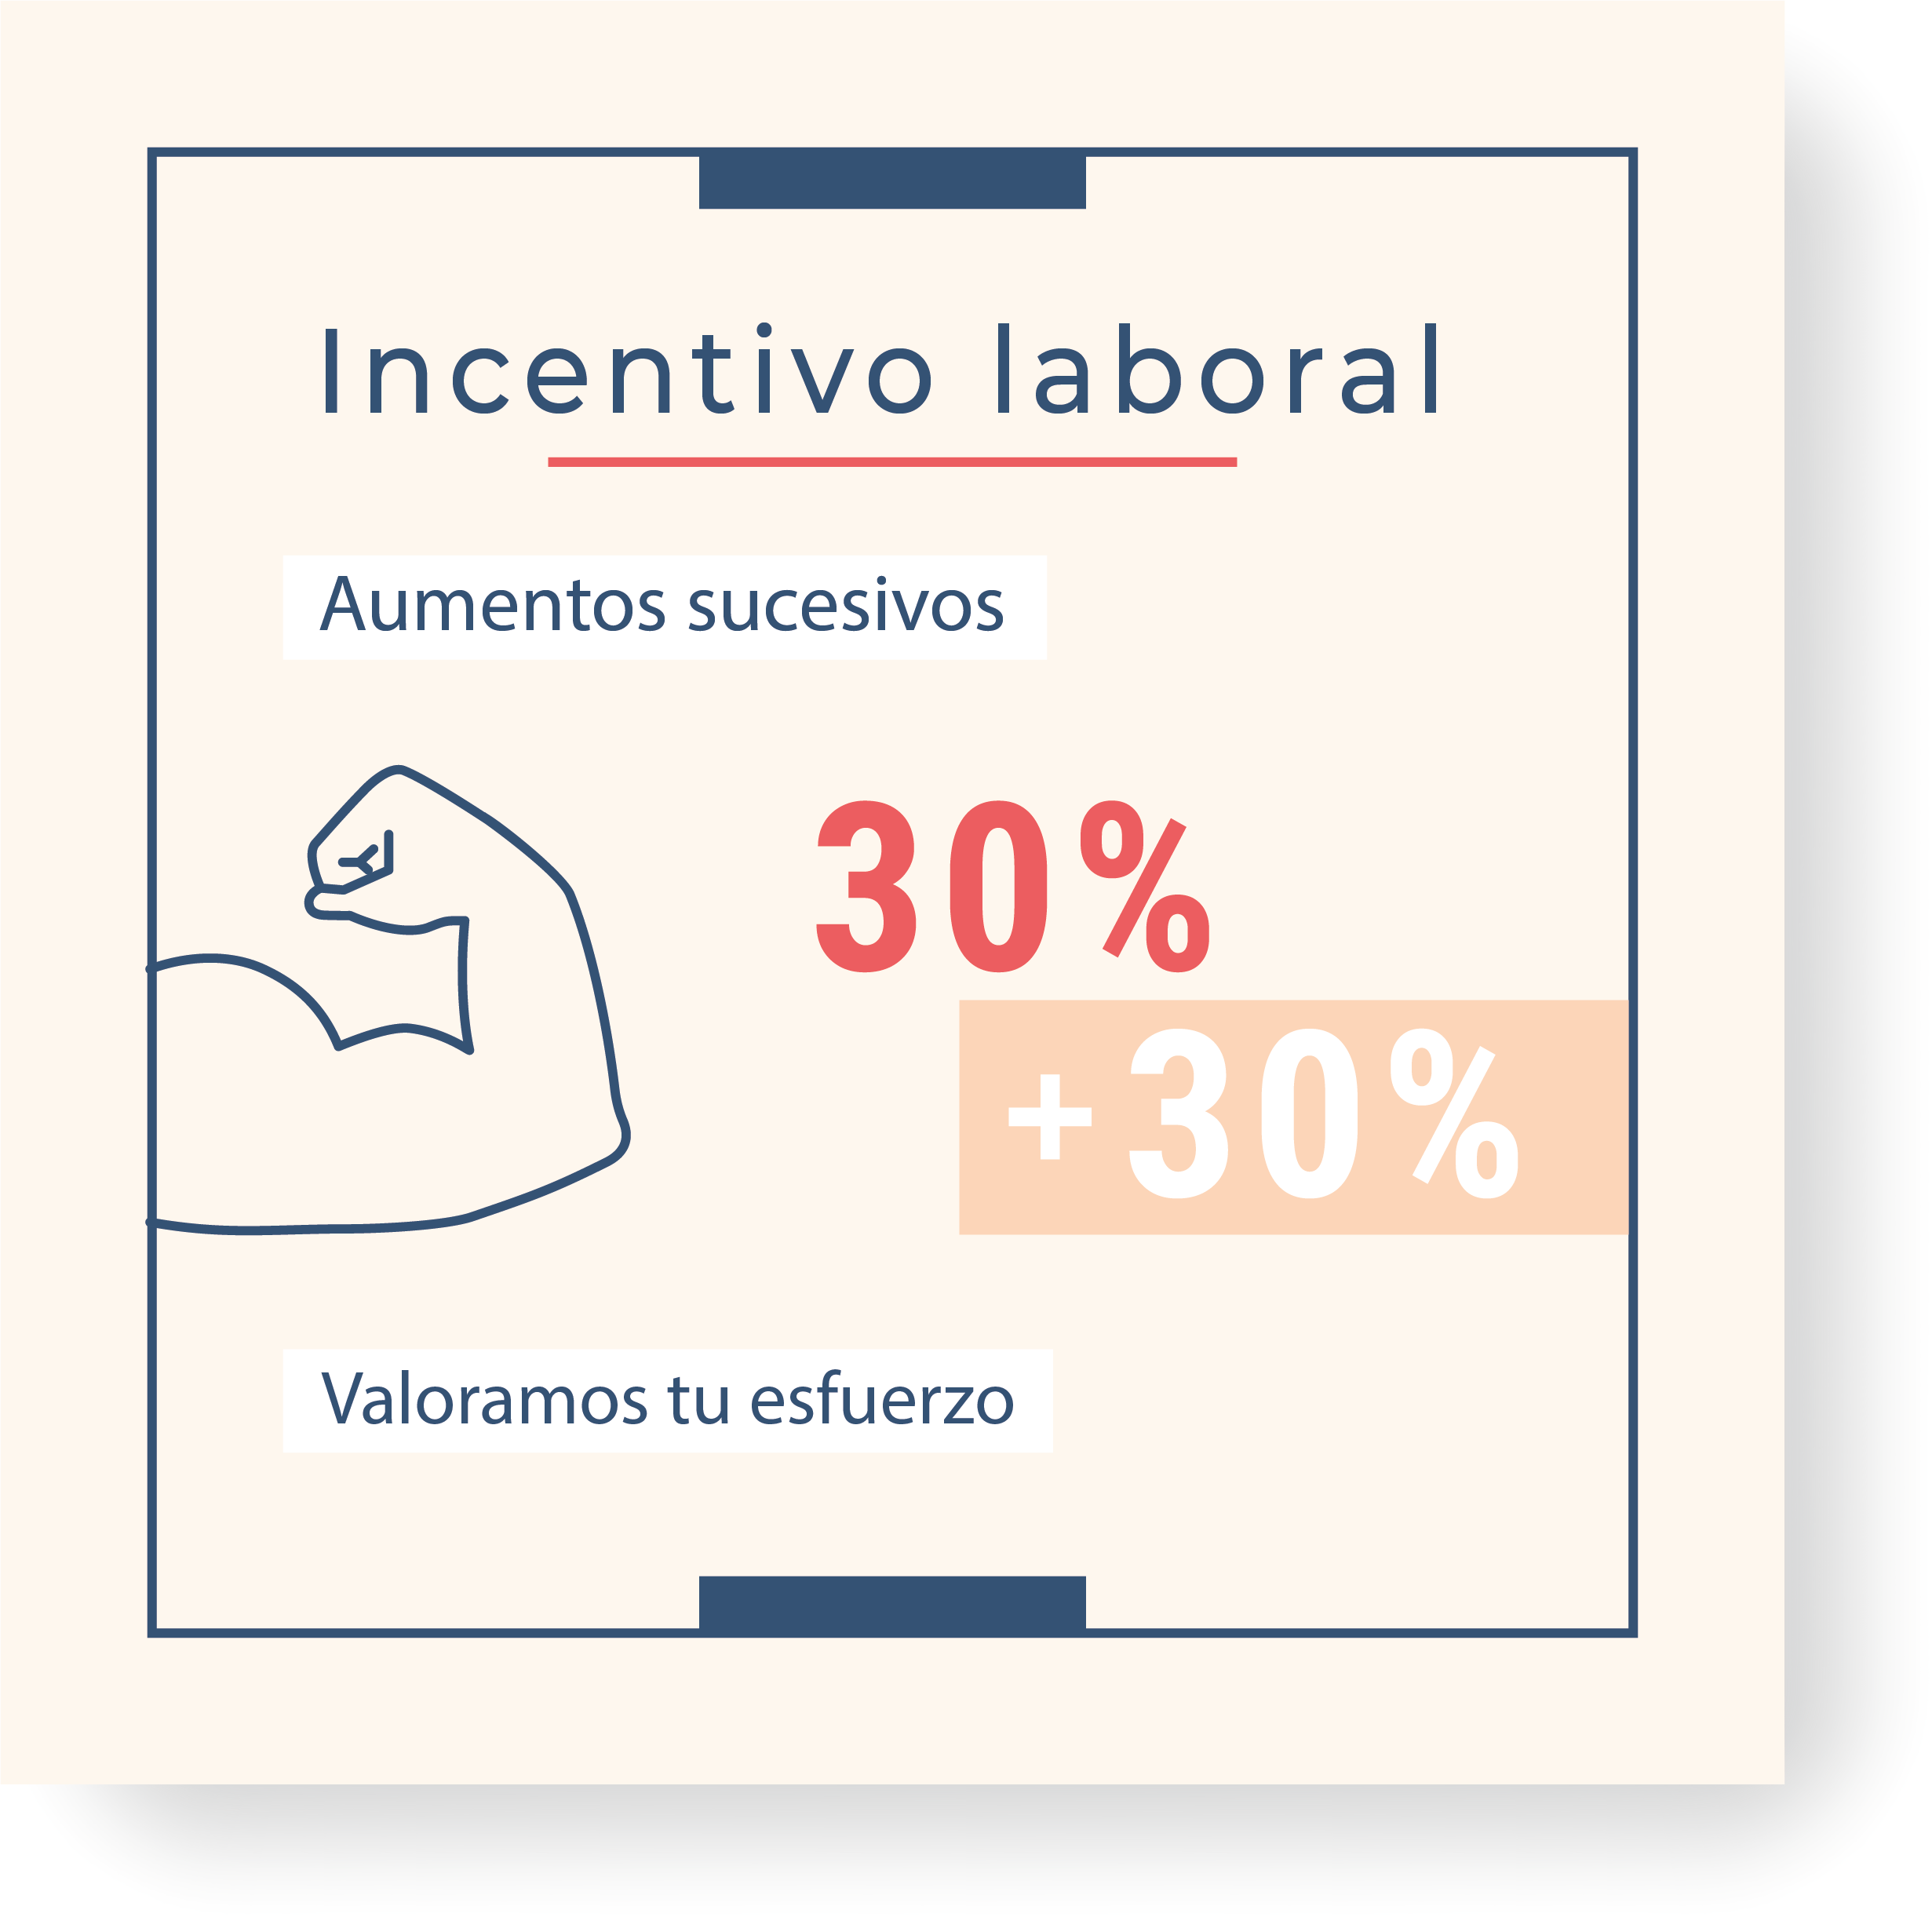 Incentivo laboral
Aumentos sucesivos
30%
+30%
Valoramos tu esfuerzo